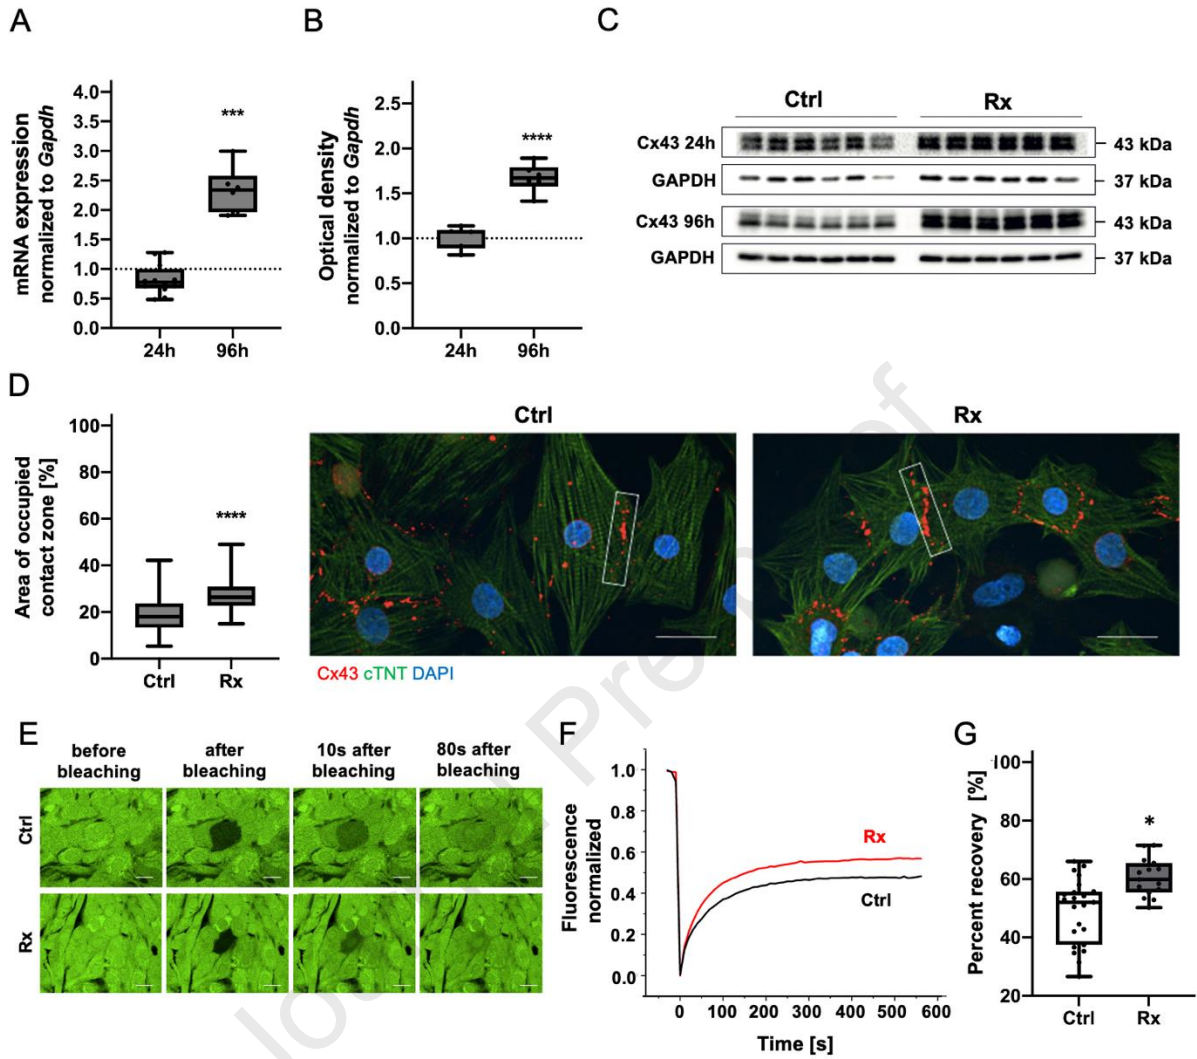 A
mRNA expression
normalized to Gapdh
4.0
3.5
3.0
2.5
2.0
1.5
1.0
0.5
0.0
***
24h
96h
B
Optical density
normalized to Gapdh
2.5
2.0
1.5
1.0
0.5
0.0
****
24h
96h
C
Ctrl
Rx
Cx43 24h
43 kDa
GAPDH
37 kDa
Cx43 96h
43 kDa
GAPDH
37 kDa
D
Area of occupied
contact zone [%]
100
80
60
40
20
0
****
Ctrl
Rx
Ctrl
Rx
Cx43 cTNT DAPI
E
before
bleaching
after
bleaching
10s after
bleaching
80s after
bleaching
Ctrl
Rx
F
Fluorescence
normalized
1.0
0.8
0.6
0.4
0.2
0.0
Rx
Ctrl
0
100
200
300
400
500
600
Time [s]
G
Percent recovery [%]
100
80
60
40
20
*
Ctrl
Rx